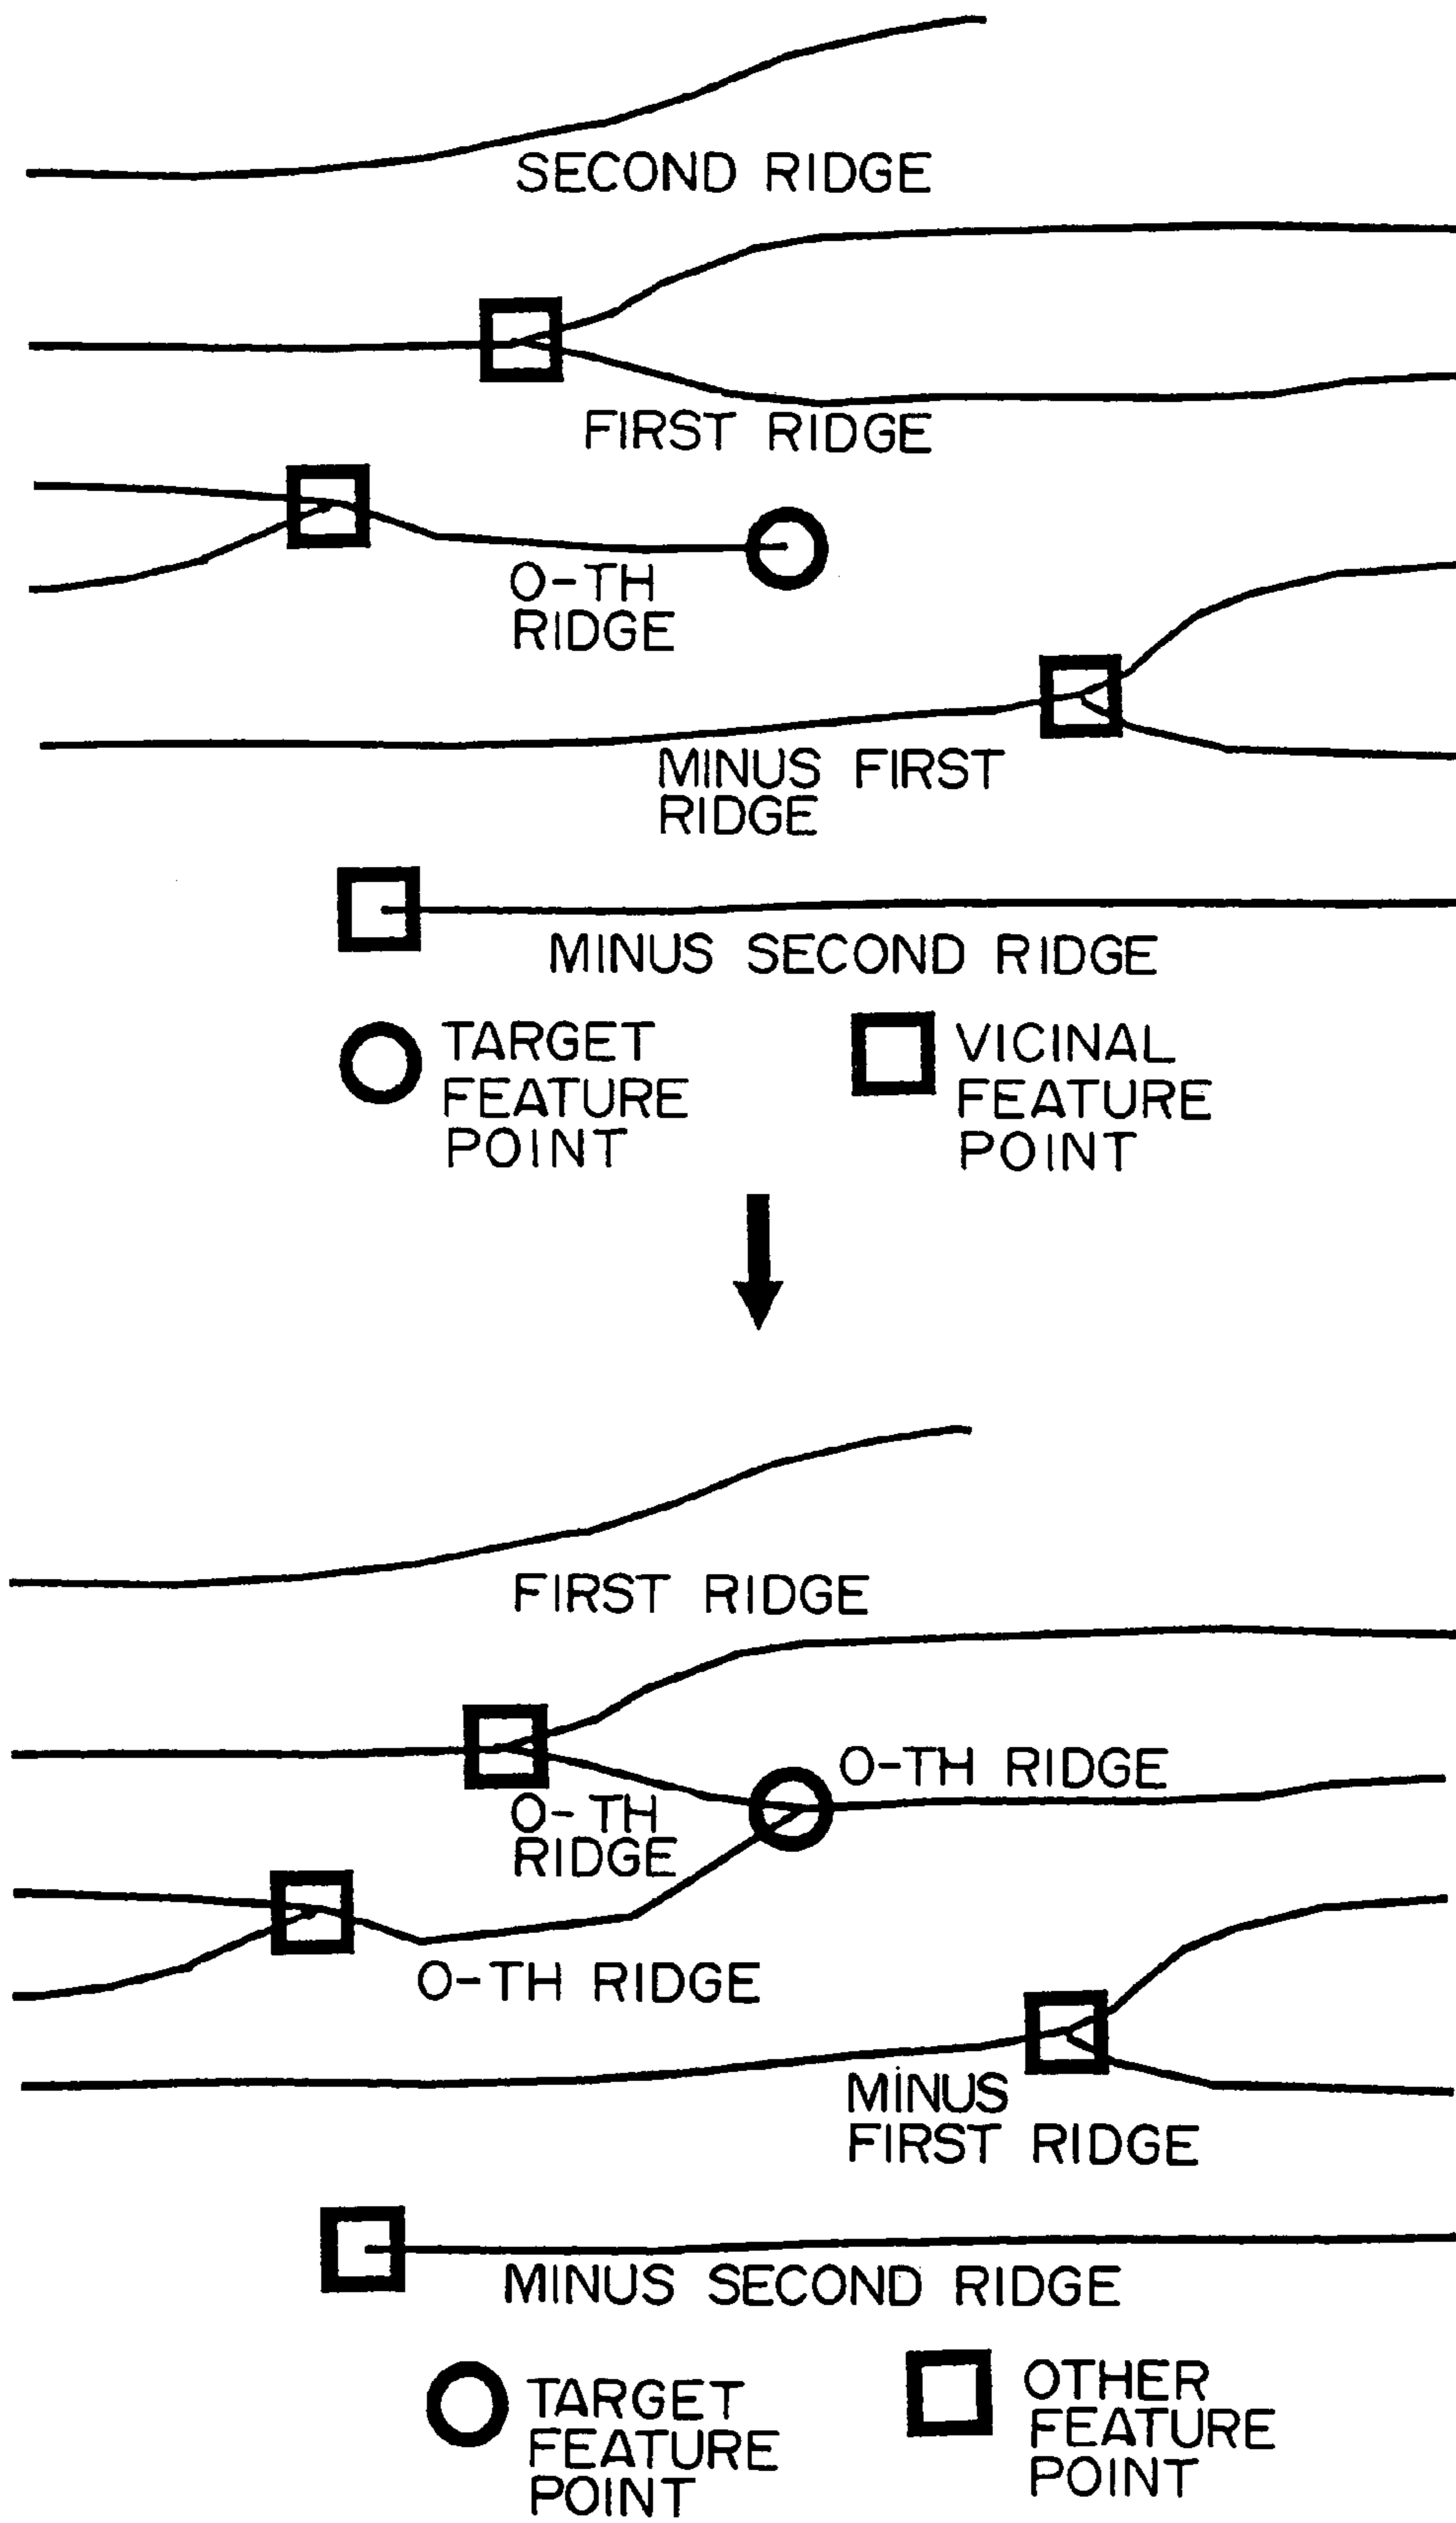 SECOND RIDGE
FIRST RIDGE
O-TH
RIDGE
MINUS FIRST
RIDGE
MINUS SECOND RIDGE
TARGET
FEATURE
POINT
VICINAL
FEATURE
POINT
FIRST RIDGE
O-TH RIDGE
O-TH
RIDGE
O-TH RIDGE
MINUS
FIRST RIDGE
MINUS SECOND RIDGE
TARGET
FEATURE
POINT
OTHER
FEATURE
POINT